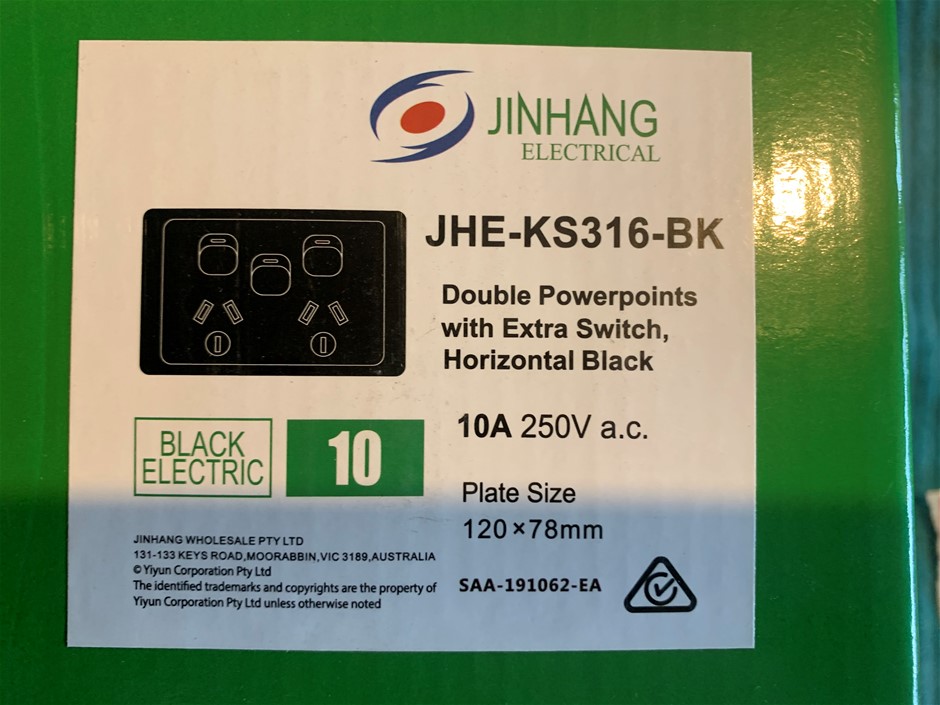 JINHANG
ELECTRICAL
JHE-KS316-BK
Double Powerpoints
with Extra Switch,
Horizontal Black
10A 250V a.c.
BLACK
ELECTRIC
10
Plate Size
120×78mm
JINHANG WHOLESALE PTY LTD
131-133 KEYS ROAD,MOORABBIN,VIC 3189,AUSTRALIA
© Yiyun Corporation Pty Ltd
The identified trademarks and copyrights are the property of
Yiyun Corporation Pty Ltd unless otherwise noted
SAA-191062-EA